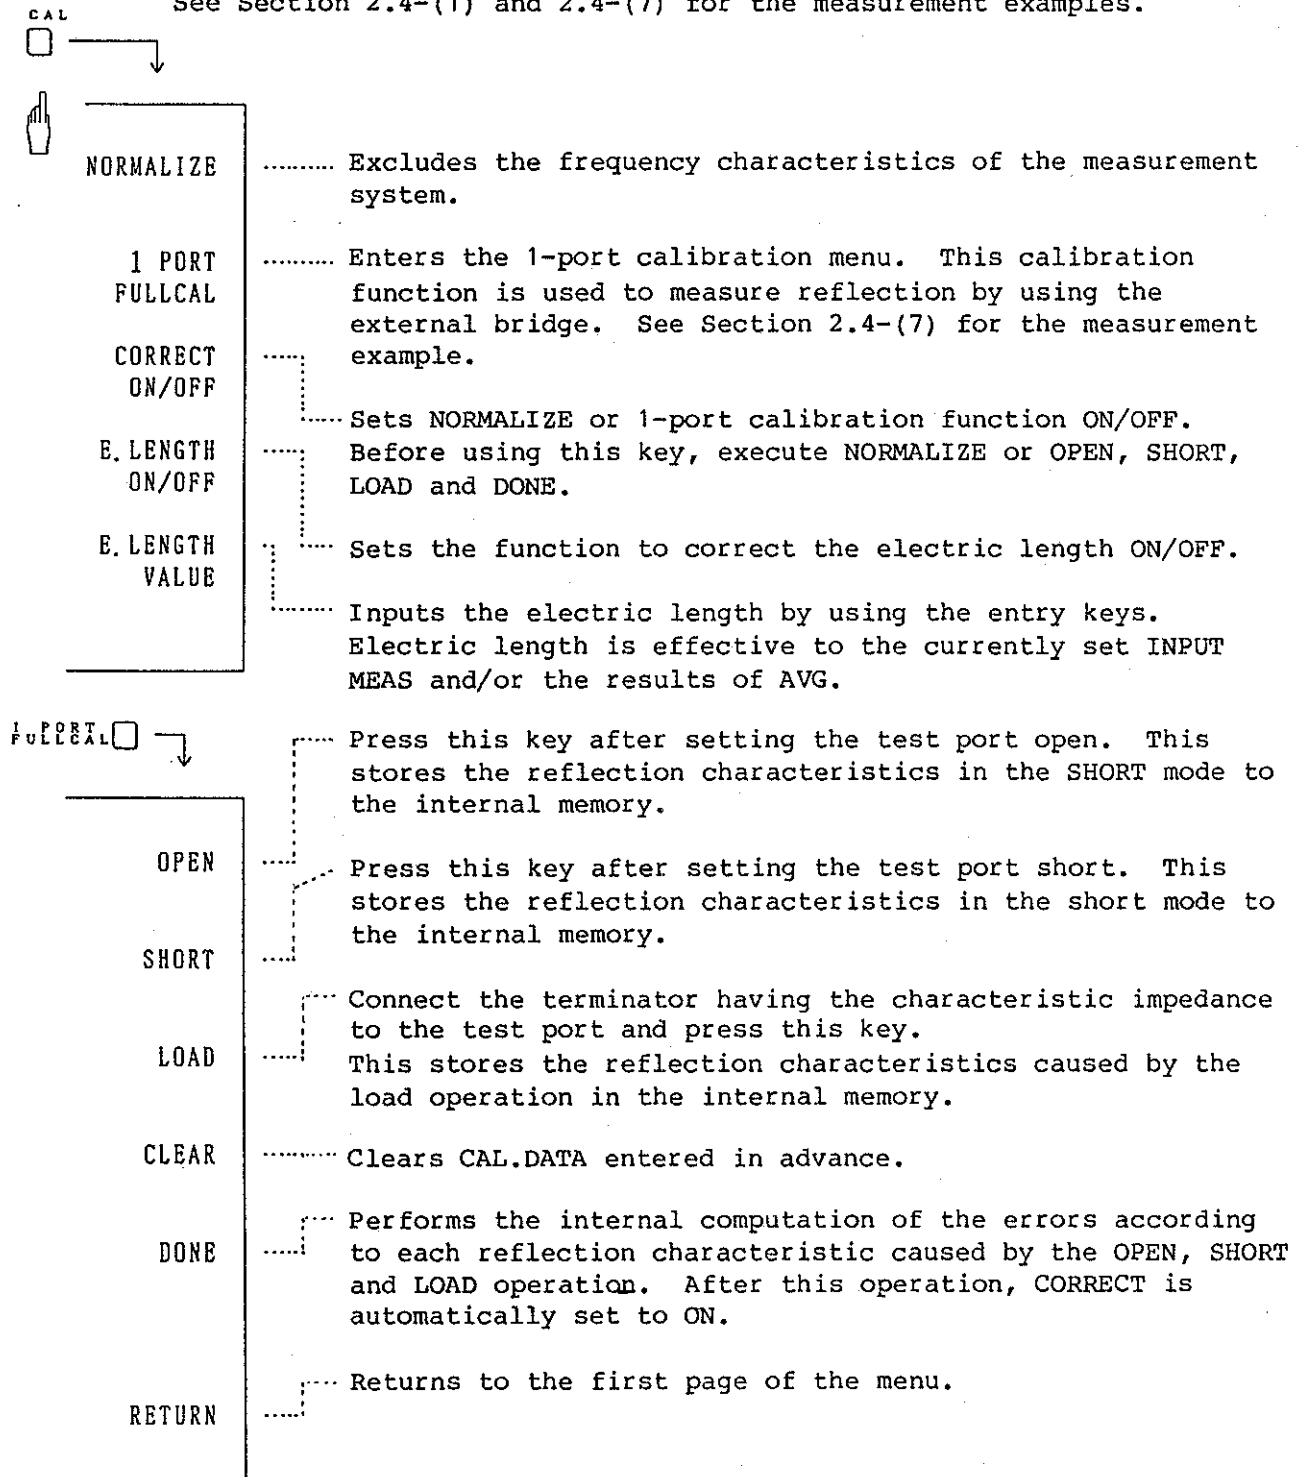 See Section 2.4-(1) and 2.4-(7) for the measurement examples.
CAL
NORMALIZE ......... Excludes the frequency characteristics of the measurement
system.
1 PORT ......... Enters the 1-port calibration menu. This calibration
FULLCAL function is used to measure reflection by using the
external bridge. See Section 2.4-(7) for the measurement
CORRECT example.
ON/OFF
Sets NORMALIZE or 1-port calibration function ON/OFF.
E.LENGTH Before using this key, execute NORMALIZE or OPEN, SHORT,
ON/OFF LOAD and DONE.
E.LENGTH Sets the function to correct the electric length ON/OFF.
VALUE
Inputs the electric length by using the entry keys.
Electric length is effective to the currently set INPUT
MEAS and/or the results of AVG.
1 PORT
FULLCAL
Press this key after setting the test port open. This
stores the reflection characteristics in the SHORT mode to
the internal memory.
OPEN
Press this key after setting the test port short. This
stores the reflection characteristics in the short mode to
the internal memory.
SHORT
Connect the terminator having the characteristic impedance
to the test port and press this key.
LOAD This stores the reflection characteristics caused by the
load operation in the internal memory.
CLEAR .......... Clears CAL.DATA entered in advance.
Performs the internal computation of the errors according
DONE to each reflection characteristic caused by the OPEN, SHORT
and LOAD operation. After this operation, CORRECT is
automatically set to ON.
Returns to the first page of the menu.
RETURN